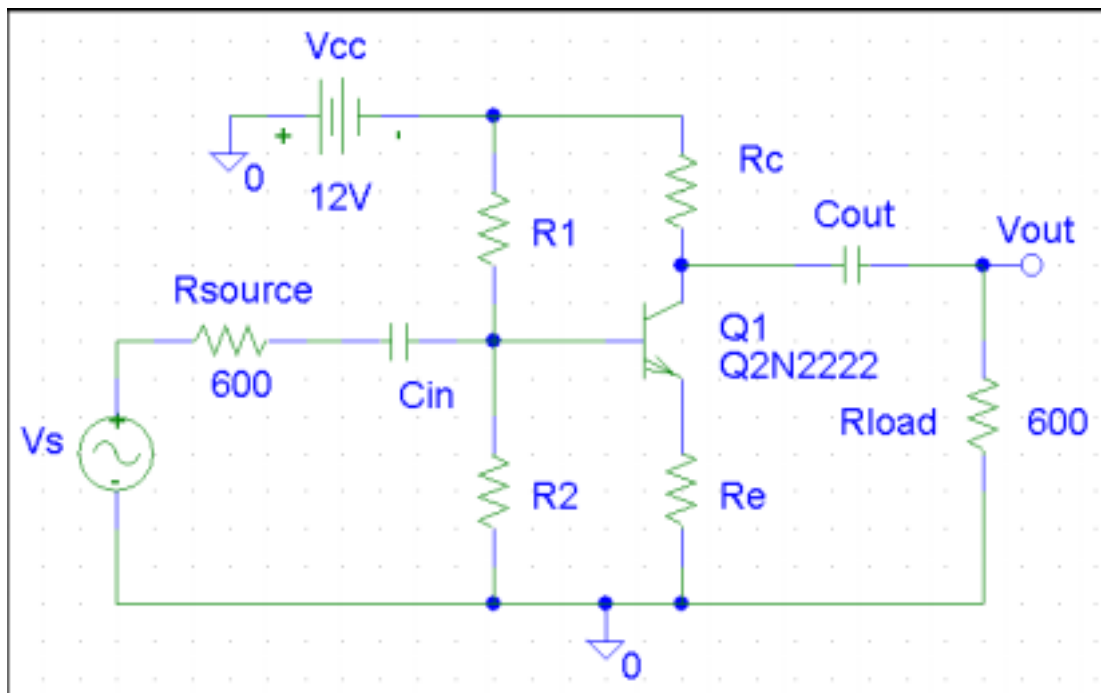 Vcc
+ -
0
12V
Rc
R1
Cout
Vout
Rsource
600
Cin
Q1
Q2N2222
Vs
+
-
R2
Re
Rload
600
0